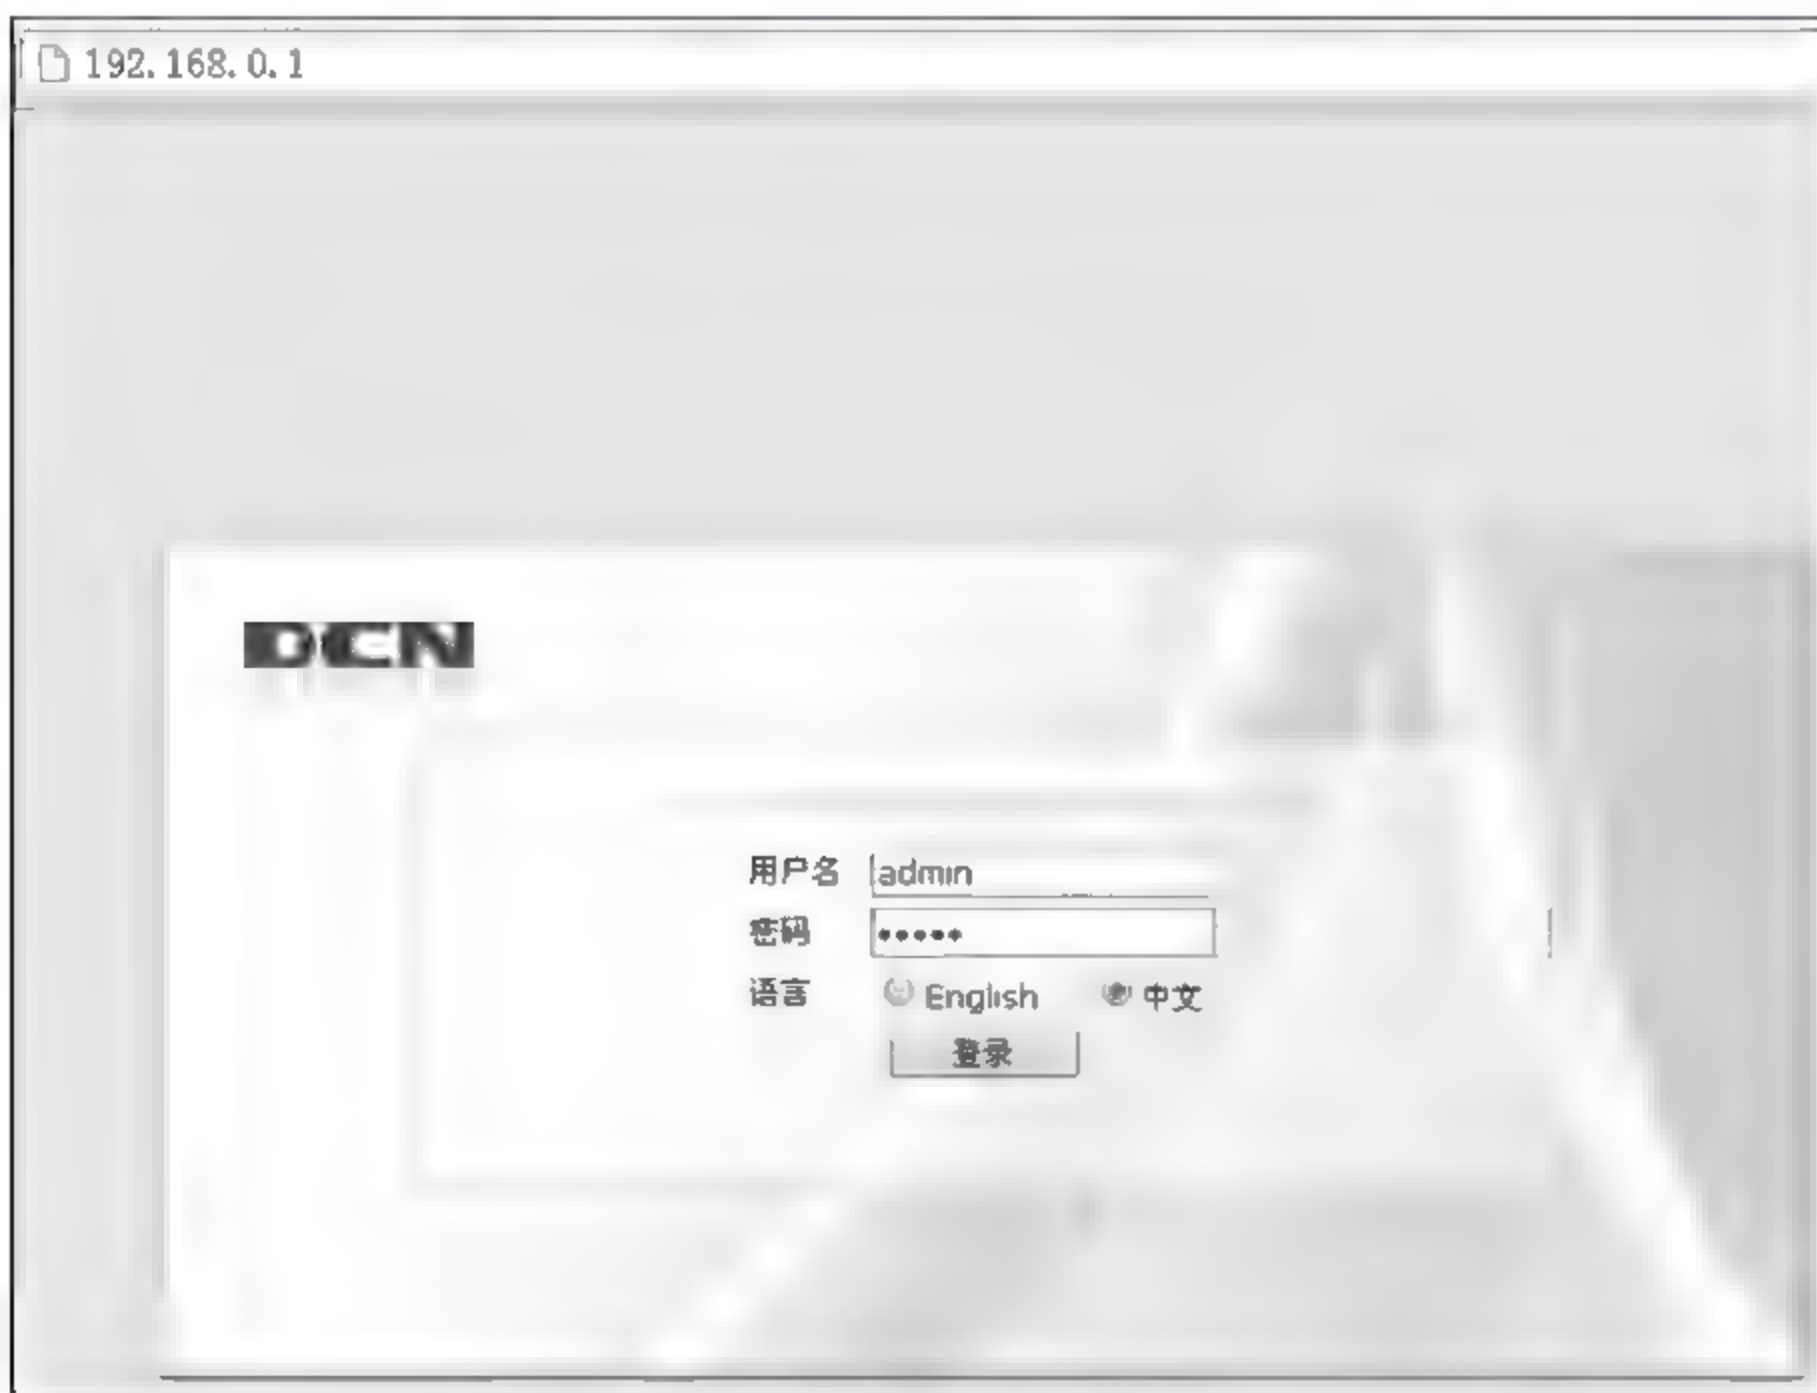 192.168.0.1
DCN
用户名 admin
密码 •••••
语言 English 中文
登录